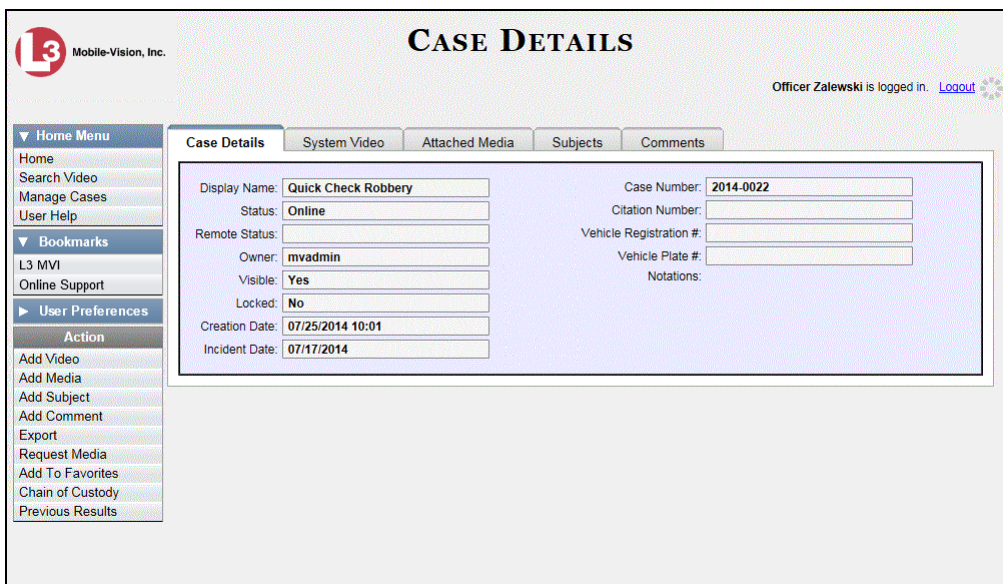 L3 Mobile-Vision, Inc.
CASE DETAILS
Officer Zalewski is logged in. Logout
▼ Home Menu
Home
Search Video
Manage Cases
User Help
▼ Bookmarks
L3 MVI
Online Support
► User Preferences
Action
Add Video
Add Media
Add Subject
Add Comment
Export
Request Media
Add To Favorites
Chain of Custody
Previous Results
Case Details System Video Attached Media Subjects Comments
Display Name: Quick Check Robbery
Status: Online
Remote Status:
Owner: mvadmin
Visible: Yes
Locked: No
Creation Date: 07/25/2014 10:01
Incident Date: 07/17/2014
Case Number: 2014-0022
Citation Number:
Vehicle Registration #:
Vehicle Plate #:
Notations: